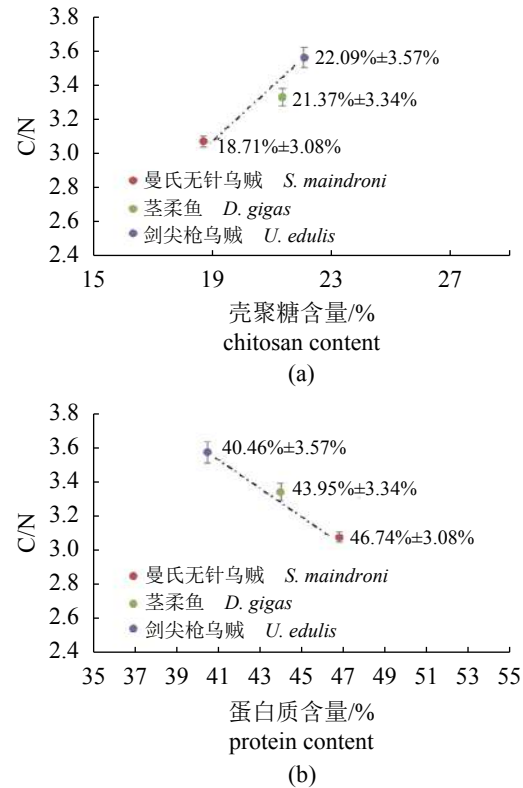 3.8
3.6
3.4
3.2
3.0
2.8
2.6
2.4
C/N
22.09%±3.57%
21.37%±3.34%
18.71%±3.08%
曼氏无针乌贼 S. maindroni
茎柔鱼 D. gigas
剑尖枪乌贼 U. edulis
15 19 23 27
壳聚糖含量/%
chitosan content
(a)
3.8
3.6
3.4
3.2
3.0
2.8
2.6
2.4
C/N
40.46%±3.57%
43.95%±3.34%
46.74%±3.08%
曼氏无针乌贼 S. maindroni
茎柔鱼 D. gigas
剑尖枪乌贼 U. edulis
35 37 39 41 43 45 47 49 51 53 55
蛋白质含量/%
protein content
(b)